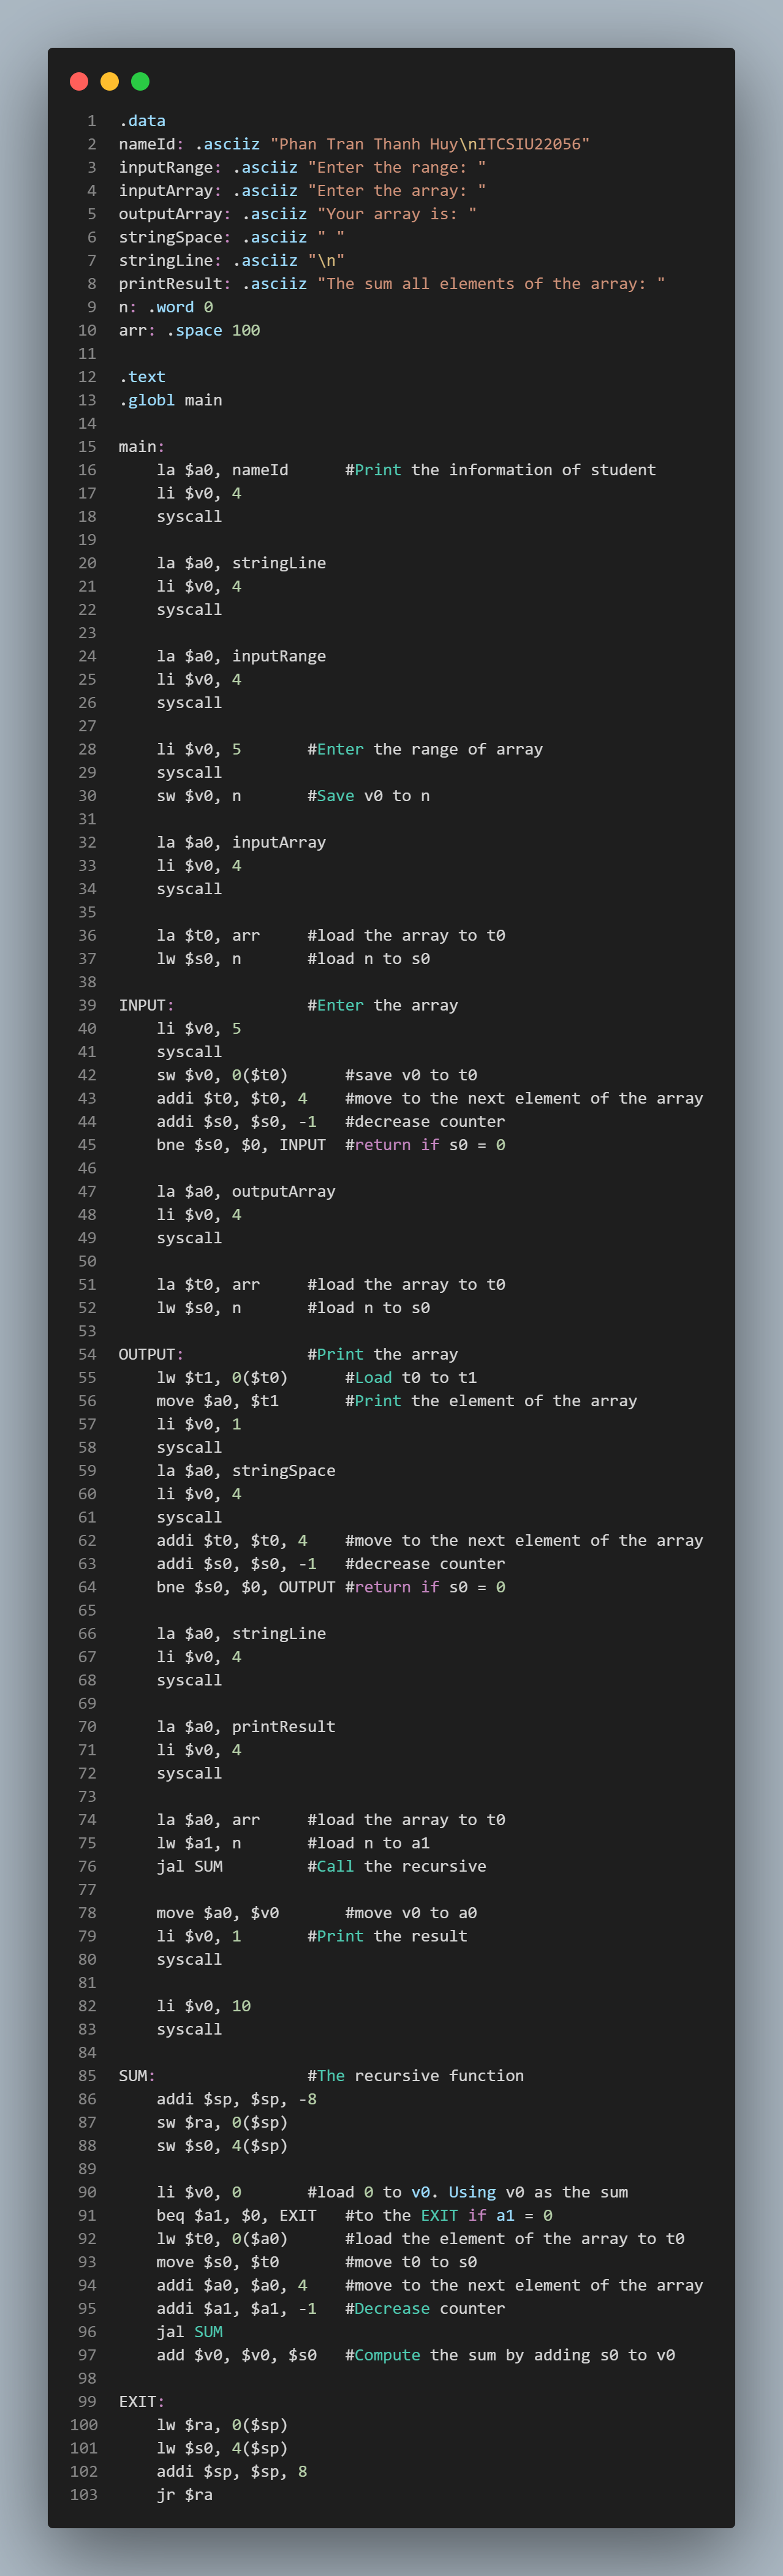 1 .data
2 nameId: .asciiz "Phan Tran Thanh Huy\nITCSIU22056"
3 inputRange: .asciiz "Enter the range: "
4 inputArray: .asciiz "Enter the array: "
5 outputArray: .asciiz "Your array is: "
6 stringSpace: .asciiz " "
7 stringLine: .asciiz "\n"
8 printResult: .asciiz "The sum all elements of the array: "
9 n: .word 0
10 arr: .space 100
11
12 .text
13 .globl main
14
15 main:
16     la $a0, nameId      #Print the information of student
17     li $v0, 4
18     syscall
19
20     la $a0, stringLine
21     li $v0, 4
22     syscall
23
24     la $a0, inputRange
25     li $v0, 4
26     syscall
27
28     li $v0, 5       #Enter the range of array
29     syscall
30     sw $v0, n       #Save v0 to n
31
32     la $a0, inputArray
33     li $v0, 4
34     syscall
35
36     la $t0, arr     #load the array to t0
37     lw $s0, n       #load n to s0
38
39 INPUT:              #Enter the array
40     li $v0, 5
41     syscall
42     sw $v0, 0($t0)      #save v0 to t0
43     addi $t0, $t0, 4    #move to the next element of the array
44     addi $s0, $s0, -1   #decrease counter
45     bne $s0, $0, INPUT  #return if s0 = 0
46
47     la $a0, outputArray
48     li $v0, 4
49     syscall
50
51     la $t0, arr     #load the array to t0
52     lw $s0, n       #load n to s0
53
54 OUTPUT:             #Print the array
55     lw $t1, 0($t0)      #Load t0 to t1
56     move $a0, $t1       #Print the element of the array
57     li $v0, 1
58     syscall
59     la $a0, stringSpace
60     li $v0, 4
61     syscall
62     addi $t0, $t0, 4    #move to the next element of the array
63     addi $s0, $s0, -1   #decrease counter
64     bne $s0, $0, OUTPUT #return if s0 = 0
65
66     la $a0, stringLine
67     li $v0, 4
68     syscall
69
70     la $a0, printResult
71     li $v0, 4
72     syscall
73
74     la $a0, arr     #load the array to t0
75     lw $a1, n       #load n to a1
76     jal SUM         #Call the recursive
77
78     move $a0, $v0       #move v0 to a0
79     li $v0, 1       #Print the result
80     syscall
81
82     li $v0, 10
83     syscall
84
85 SUM:                #The recursive function
86     addi $sp, $sp, -8
87     sw $ra, 0($sp)
88     sw $s0, 4($sp)
89
90     li $v0, 0       #load 0 to v0. Using v0 as the sum
91     beq $a1, $0, EXIT   #to the EXIT if a1 = 0
92     lw $t0, 0($a0)      #load the element of the array to t0
93     move $s0, $t0       #move t0 to s0
94     addi $a0, $a0, 4    #move to the next element of the array
95     addi $a1, $a1, -1   #Decrease counter
96     jal SUM
97     add $v0, $v0, $s0   #Compute the sum by adding s0 to v0
98
99 EXIT:
100     lw $ra, 0($sp)
101     lw $s0, 4($sp)
102     addi $sp, $sp, 8
103     jr $ra